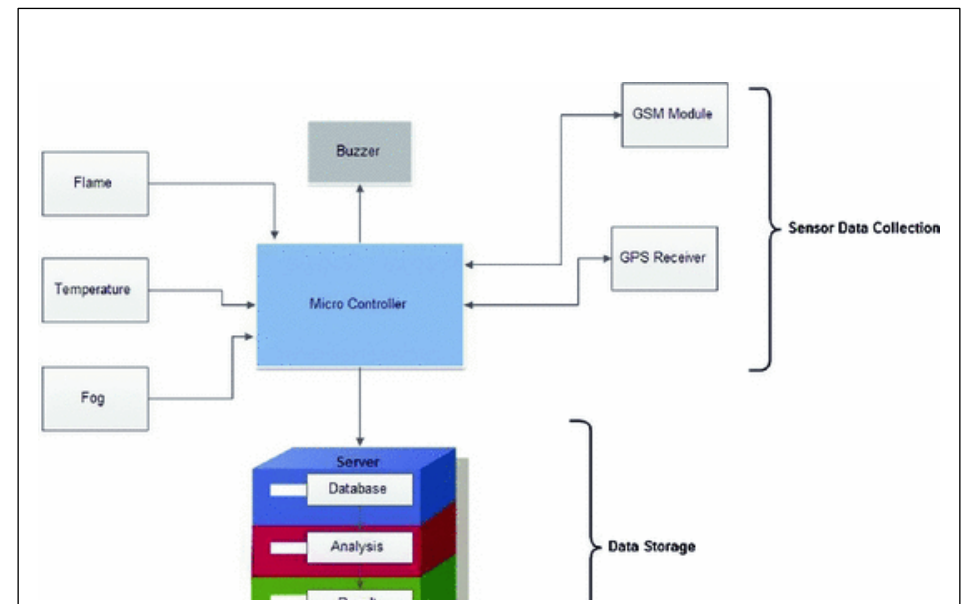 GSM Module
Buzzer
Flame
Sensor Data Collection
GPS Receiver
Temperature
Micro Controller
Fog
Server
Database
Analysis
Data Storage